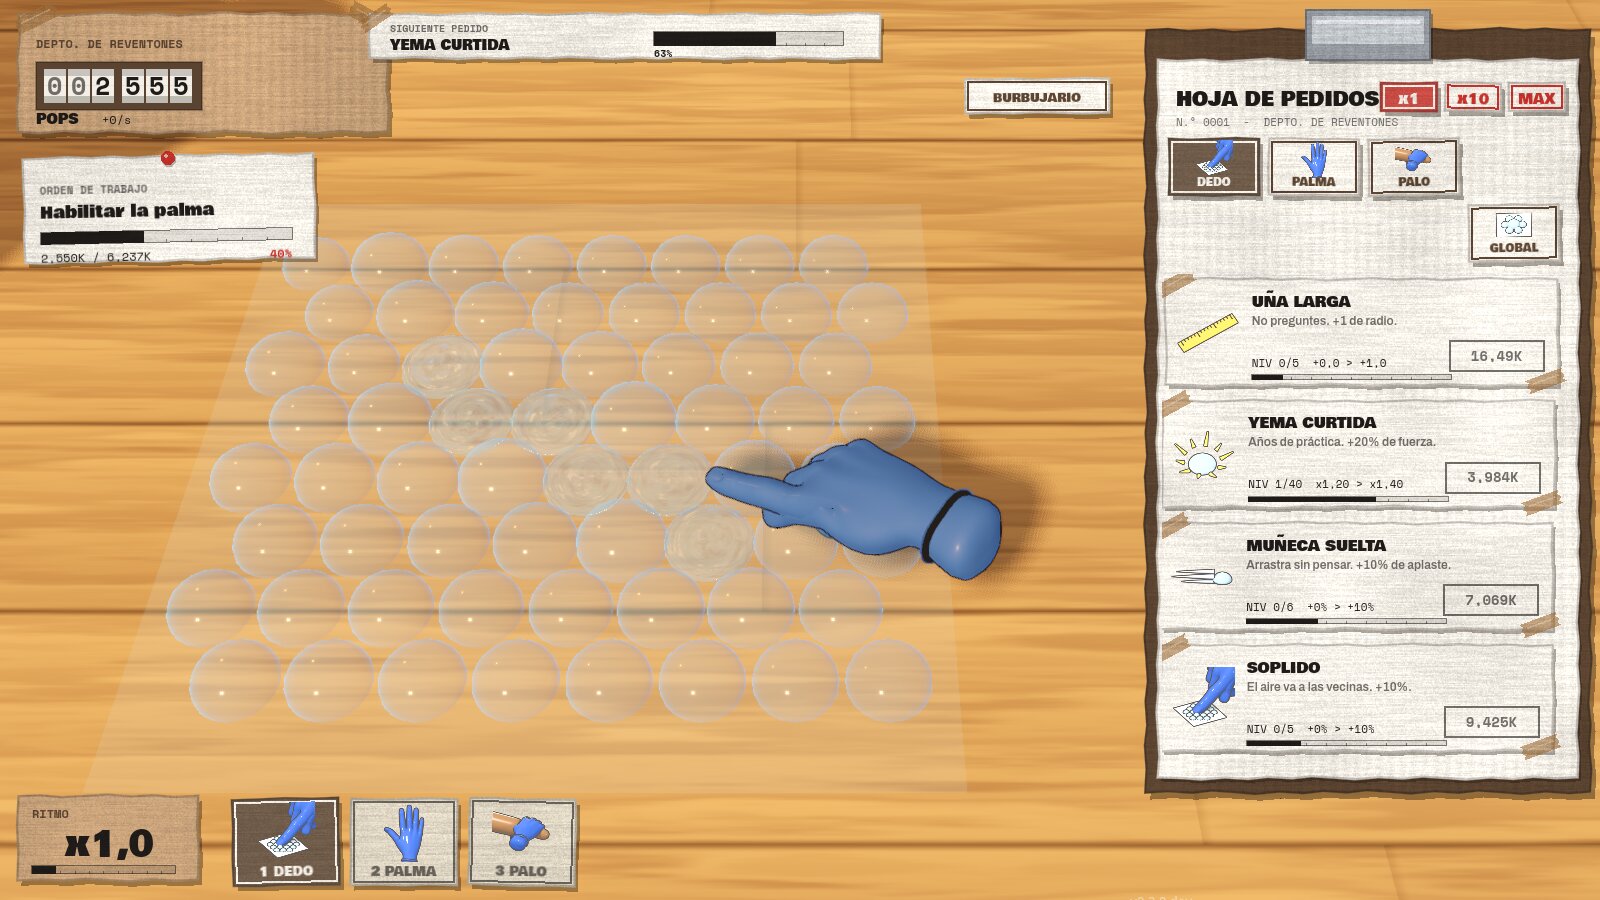 DEPTO. DE REVENTONES
002555
POPS +0/s
SIGUIENTE PEDIDO
YEMA CURTIDA
63%
BURBUJARIO
ORDEN DE TRABAJO
Habilitar la palma
2,550K / 6,237K 40%
HOJA DE PEDIDOS x1 x10 MAX
N.° 0001 - DEPTO. DE REVENTONES
DEDO PALMA PALO
GLOBAL
UÑA LARGA
No preguntes. +1 de radio.
NIV 0/5 +0,0 > +1,0
16,49K
YEMA CURTIDA
Años de práctica. +20% de fuerza.
NIV 1/40 x1,20 > x1,40
3,984K
MUÑECA SUELTA
Arrastra sin pensar. +10% de aplaste.
NIV 0/6 +0% > +10%
7,069K
SOPLIDO
El aire va a las vecinas. +10%.
NIV 0/5 +0% > +10%
9,425K
RITMO
x1,0
1 DEDO
2 PALMA
3 PALO